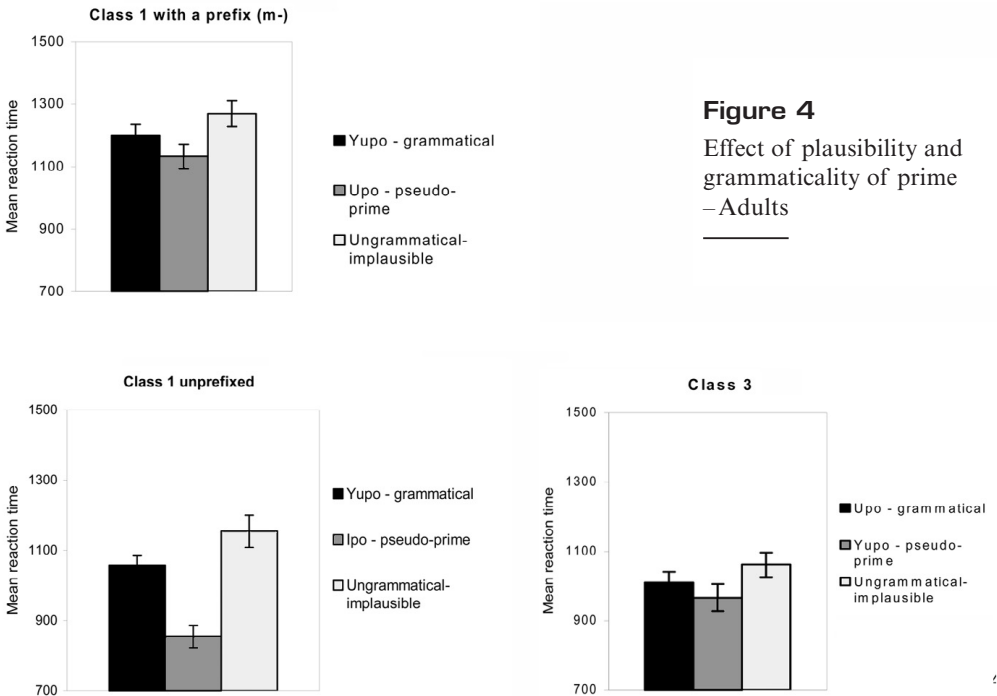 Class 1 with a prefix (m-)
Mean reaction time
1500
1300
1100
900
700
Yupo - grammatical
Upo - pseudo-
prime
Ungrammatical-
implausible
Figure 4
Effect of plausibility and
grammaticality of prime
–Adults
Class 1 unprefixed
Mean reaction time
1500
1300
1100
900
700
Yupo - grammatical
Ipo - pseudo-prime
Ungrammatical-
implausible
Class 3
Mean reaction time
1500
1300
1100
900
700
Upo - grammatical
Yupo - pseudo-
prime
Ungrammatical-
implausible